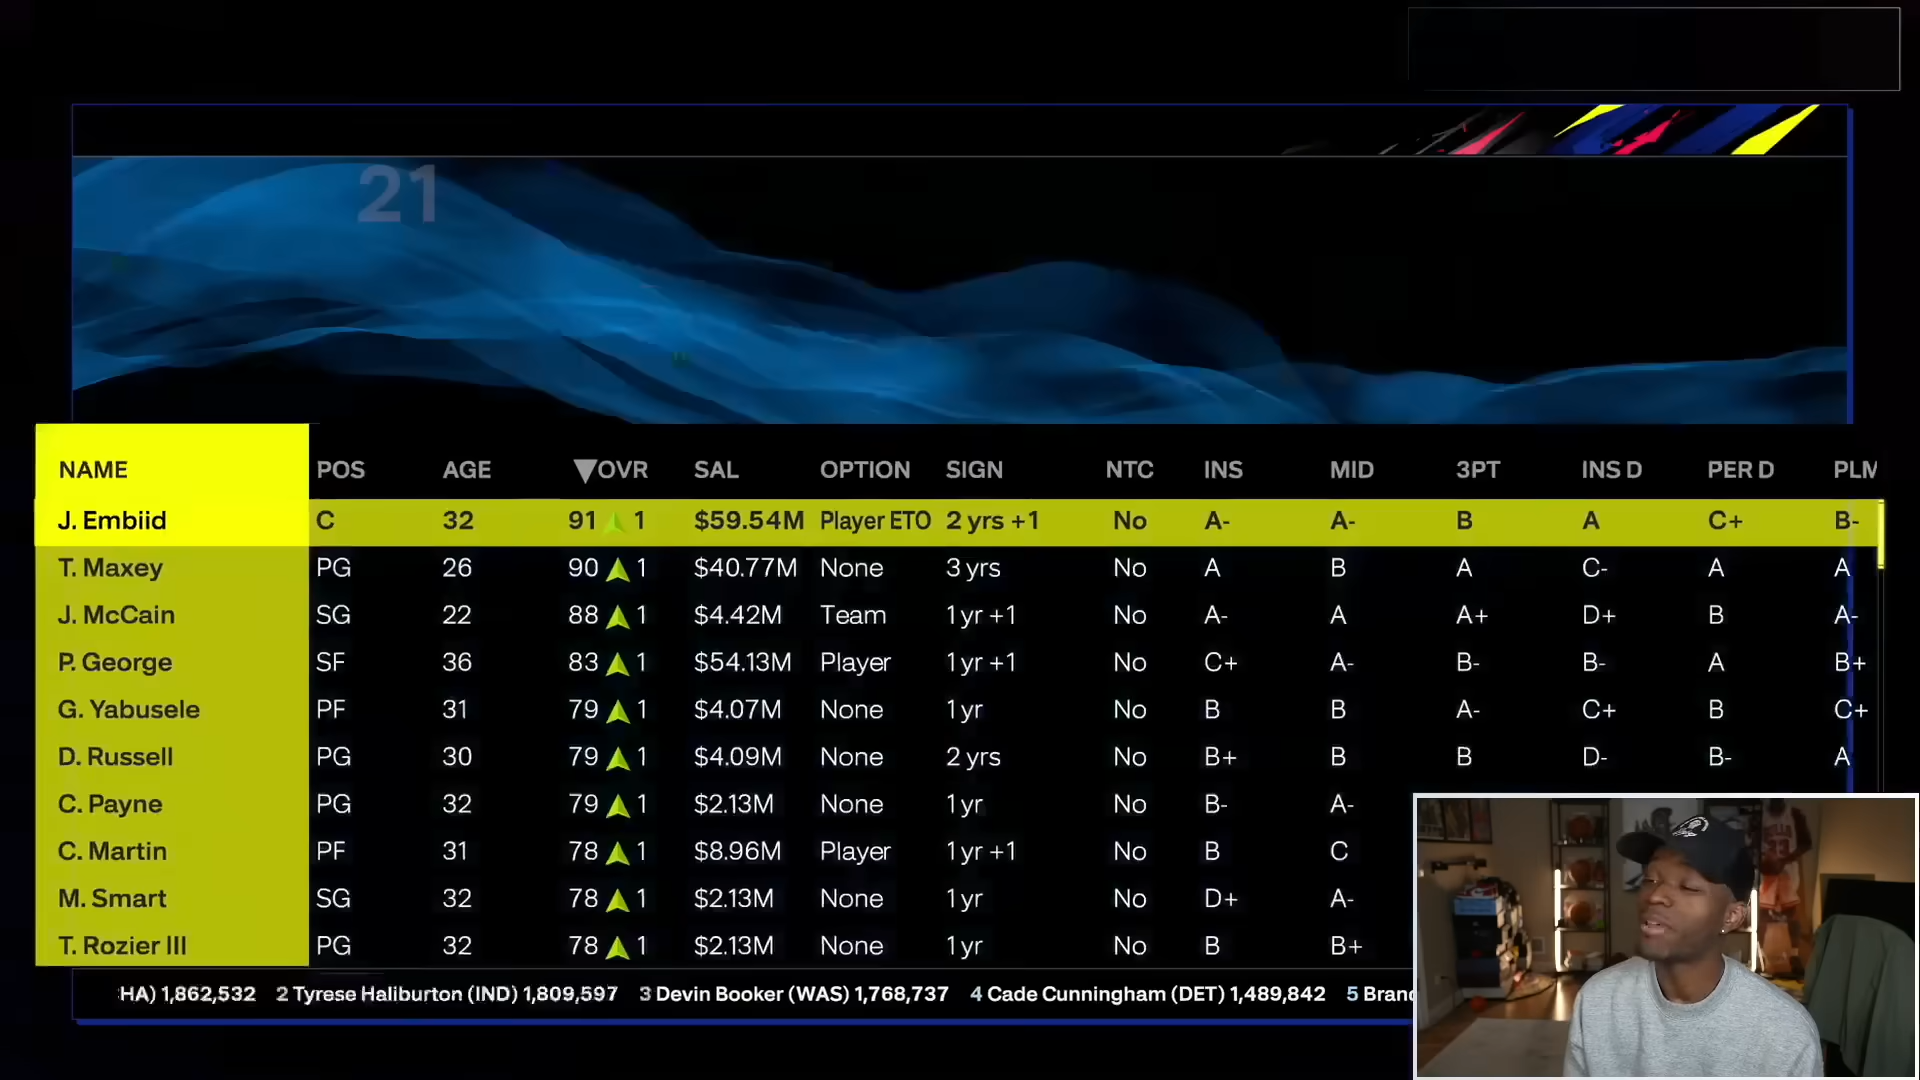 21
NAME POS AGE OVR SAL OPTION SIGN NTC INS MID 3PT INS D PER D PLM
J. Embiid C 32 91 1 $59.54M Player ETO 2 yrs +1 No A- A- B A C+ B-
T. Maxey PG 26 90 1 $40.77M None 3 yrs No A B A C- A A
J. McCain SG 22 88 1 $4.42M Team 1 yr +1 No A- A A+ D+ B A-
P. George SF 36 83 1 $54.13M Player 1 yr +1 No C+ A- B- B- A B+
G. Yabusele PF 31 79 1 $4.07M None 1 yr No B B A- C+ B C+
D. Russell PG 30 79 1 $4.09M None 2 yrs No B+ B B D- B- A
C. Payne PG 32 79 1 $2.13M None 1 yr No B- A-
C. Martin PF 31 78 1 $8.96M Player 1 yr +1 No B C
M. Smart SG 32 78 1 $2.13M None 1 yr No D+ A-
T. Rozier III PG 32 78 1 $2.13M None 1 yr No B B+
HA) 1,862,532 2 Tyrese Haliburton (IND) 1,809,597 3 Devin Booker (WAS) 1,768,737 4 Cade Cunningham (DET) 1,489,842 5 Branc